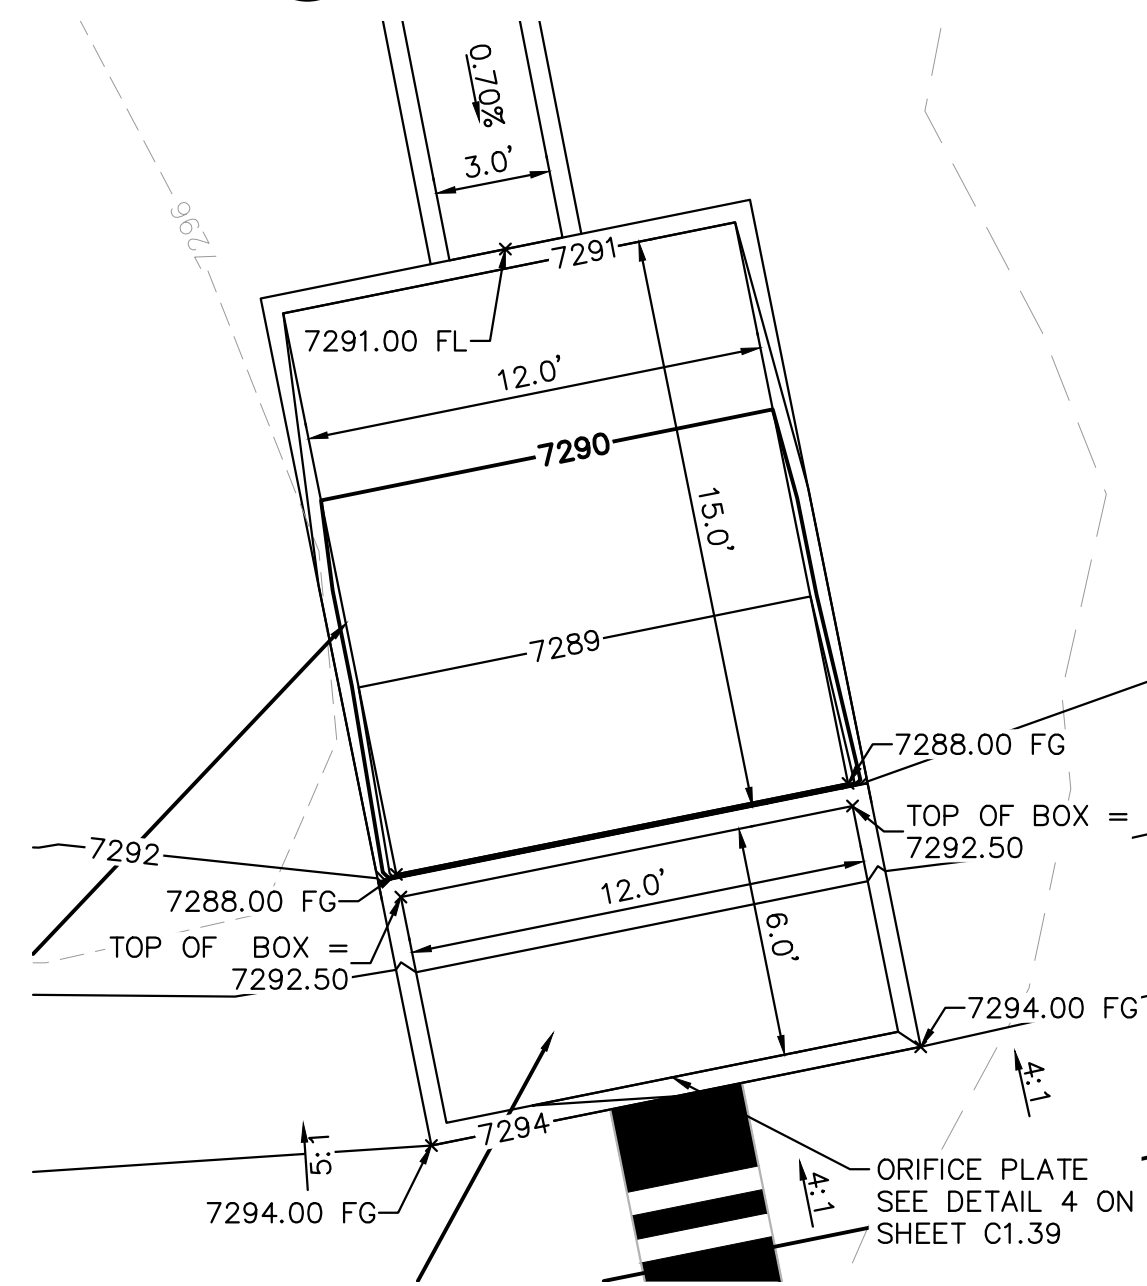 0.70%
3.0'
7296
7291
7291.00 FL
12.0'
7290
15.0'
7289
7288.00 FG
TOP OF BOX =
7292.50
7292
7288.00 FG
12.0'
TOP OF BOX =
7292.50
6.0'
7294.00 FG
4:1
7294
5:1
ORIFICE PLATE
SEE DETAIL 4 ON
SHEET C1.39
4:1
7294.00 FG